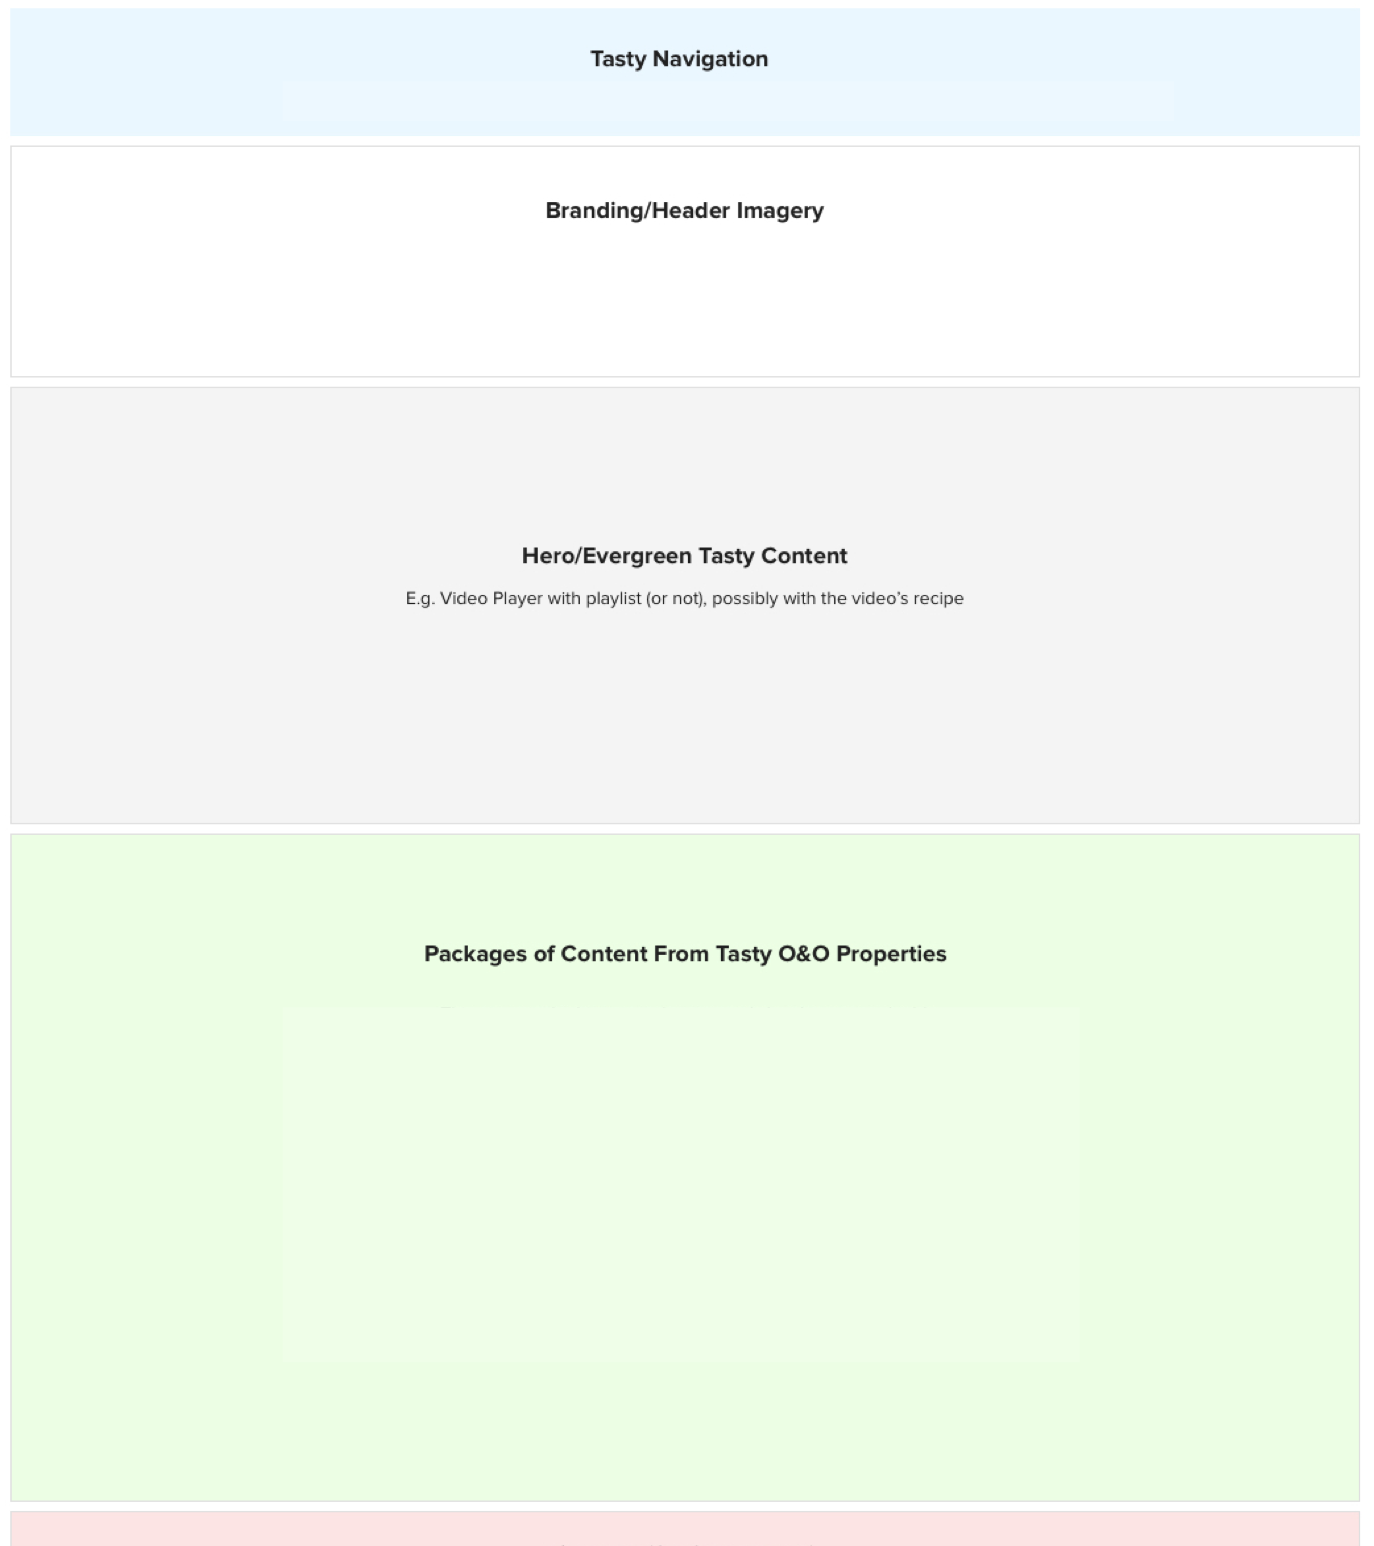 Tasty Navigation
Branding/Header Imagery
Hero/Evergreen Tasty Content
E.g. Video Player with playlist (or not), possibly with the video's recipe
Packages of Content From Tasty O&O Properties